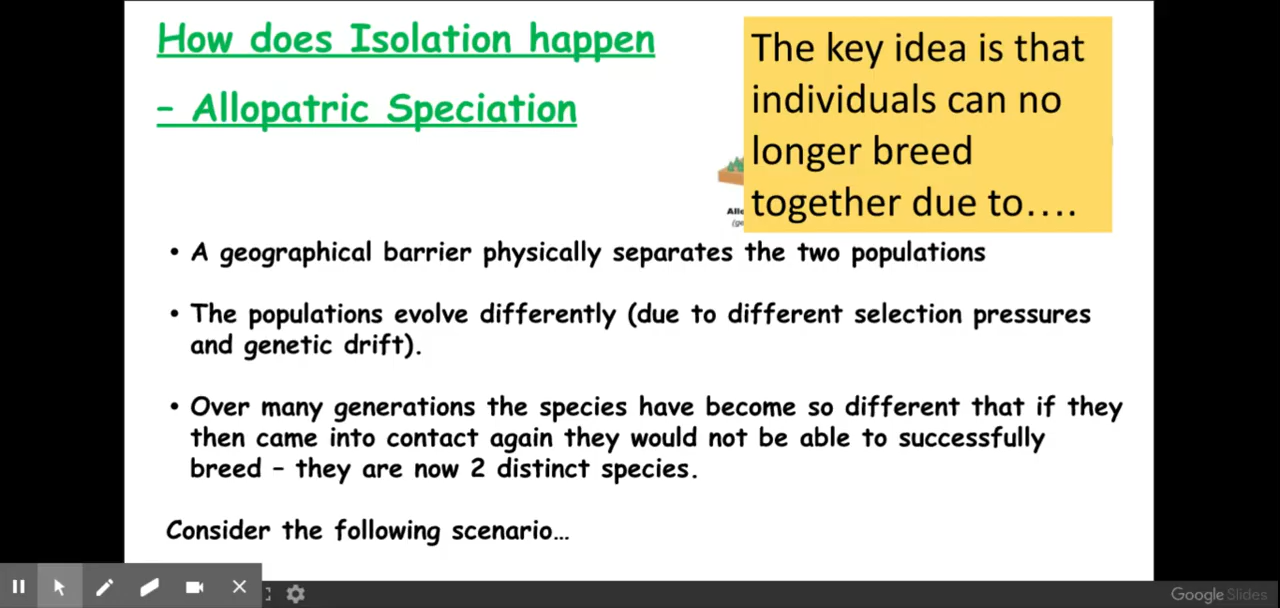 How does Isolation happen
– Allopatric Speciation
The key idea is that
individuals can no
longer breed
together due to....
• A geographical barrier physically separates the two populations
• The populations evolve differently (due to different selection pressures
and genetic drift).
• Over many generations the species have become so different that if they
then came into contact again they would not be able to successfully
breed – they are now 2 distinct species.
Consider the following scenario...
Google Slides